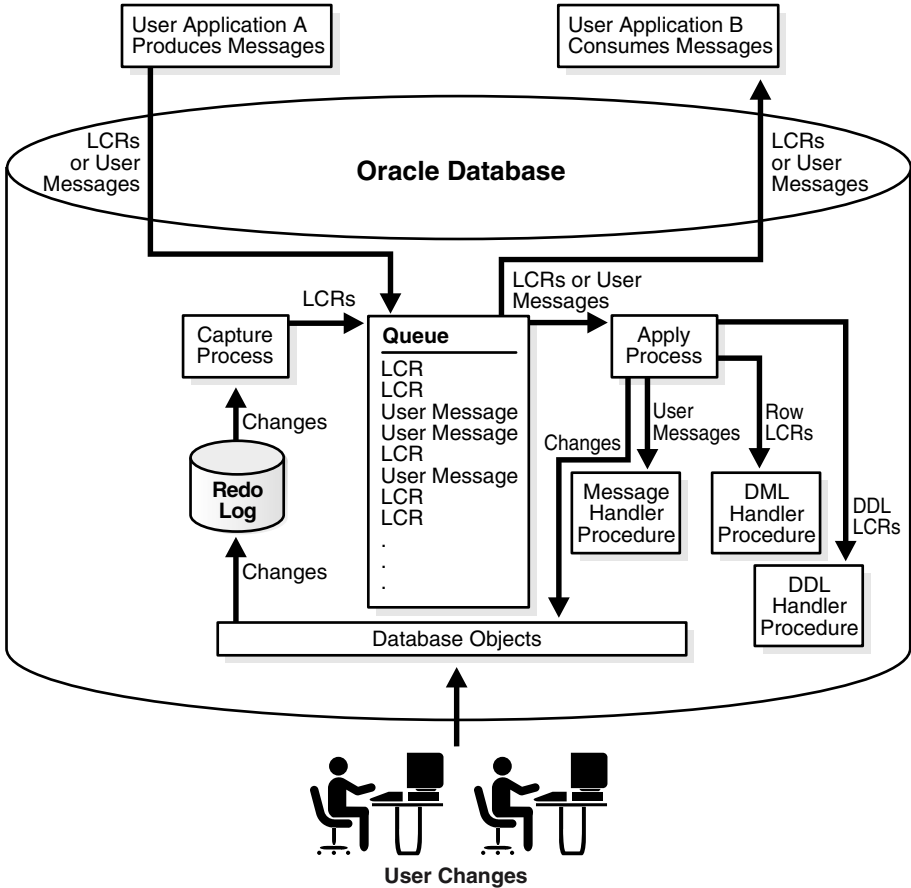 User Application A
Produces Messages
User Application B
Consumes Messages
LCRs
or User
Messages
Oracle Database
LCRs
or User
Messages
LCRs
LCRs or User
Messages
Capture
Process
Queue
LCR
LCR
User Message
User Message
LCR
User Message
LCR
LCR
.
.
.
Apply
Process
Changes
Redo
Log
Changes
Changes
User
Messages
Row
LCRs
DDL
LCRs
Message
Handler
Procedure
DML
Handler
Procedure
DDL
Handler
Procedure
Database Objects
User Changes